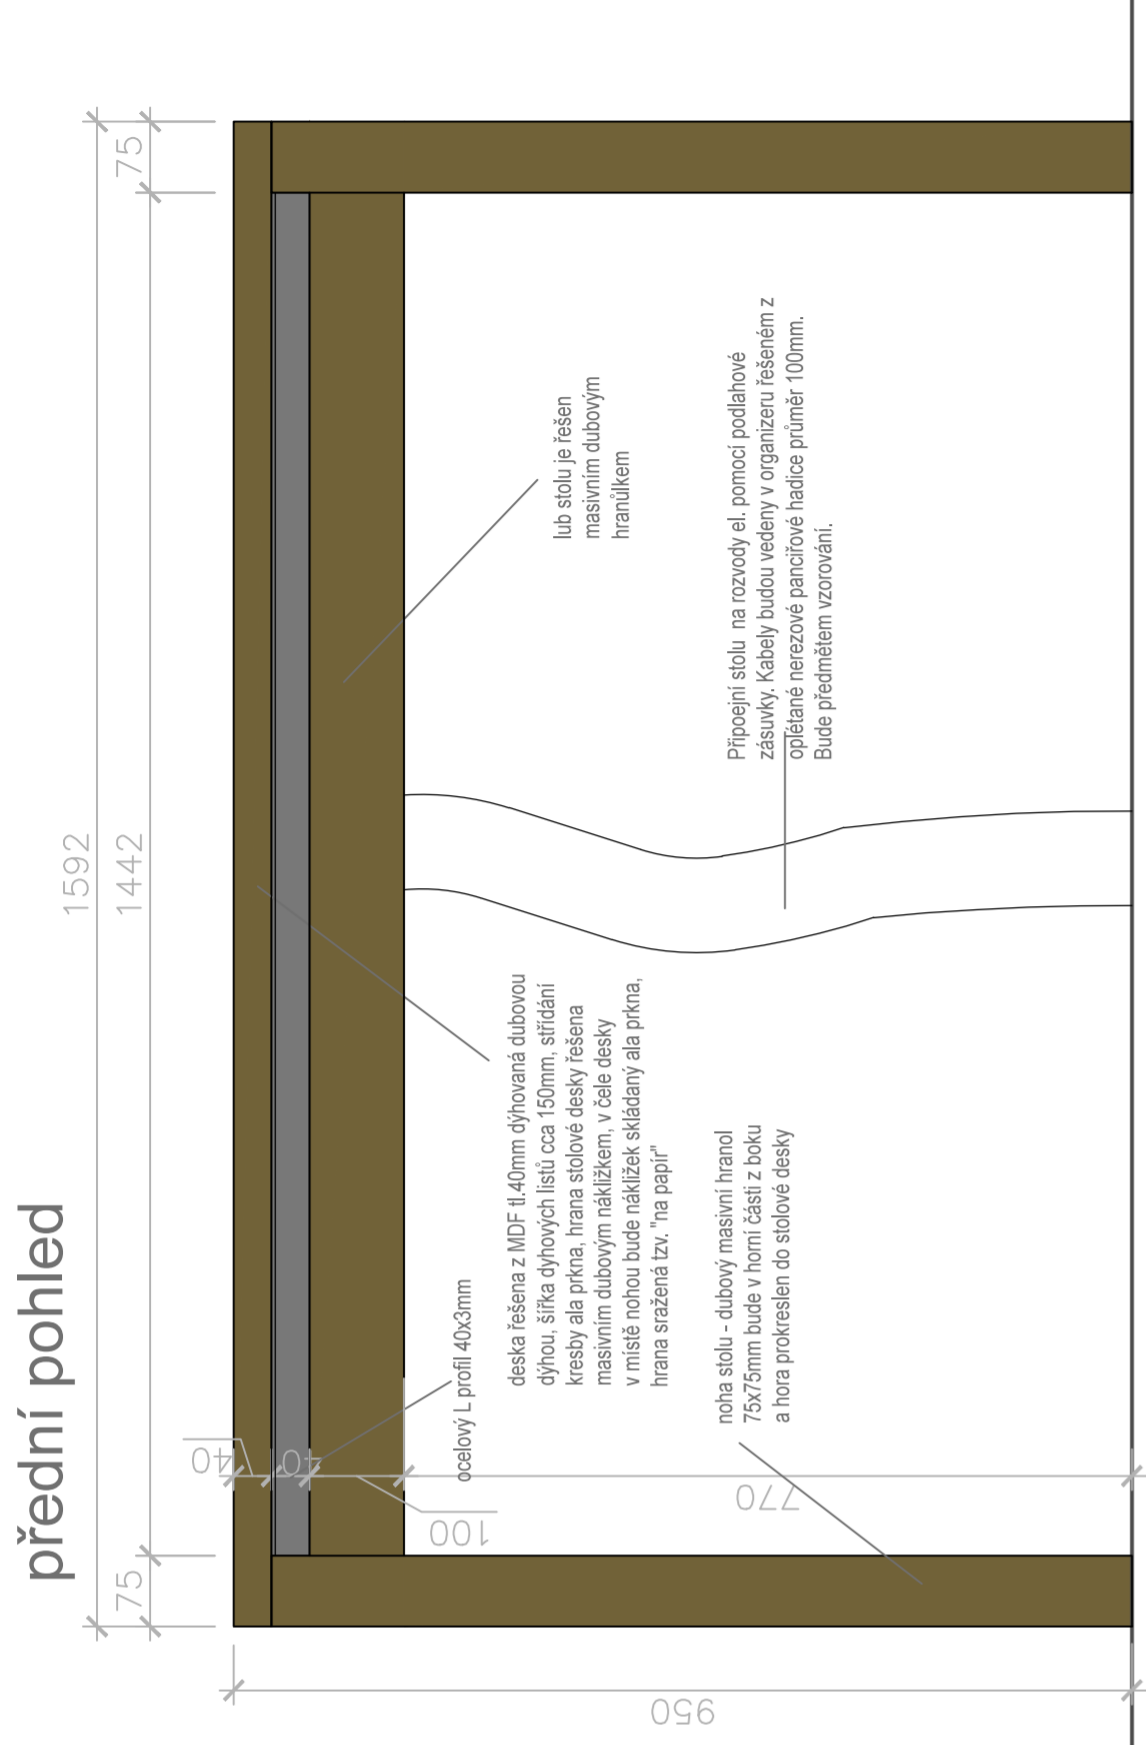 přední pohled
1592
75
1442
75
40
40
100
770
950
ocelový L profil 40x3mm
deska řešena z MDF tl.40mm dýhovaná dubovou
dýhou, šířka dyhových listů cca 150mm, střídání
kresby ala prkna, hrana stolové desky řešena
masivním dubovým nákližkem, v čele desky
v místě nohou bude nákližek skládaný ala prkna,
hrana sražená tzv. "na papír"
noha stolu - dubový masivní hranol
75x75mm bude v horní části z boku
a hora prokreslen do stolové desky
lub stolu je řešen
masivním dubovým
hranůlkem
Připoejní stolu na rozvody el. pomocí podlahové
zásuvky. Kabely budou vedeny v organizeru řešeném z
oplétané nerezové pancířové hadice průměr 100mm.
Bude předmětem vzorování.